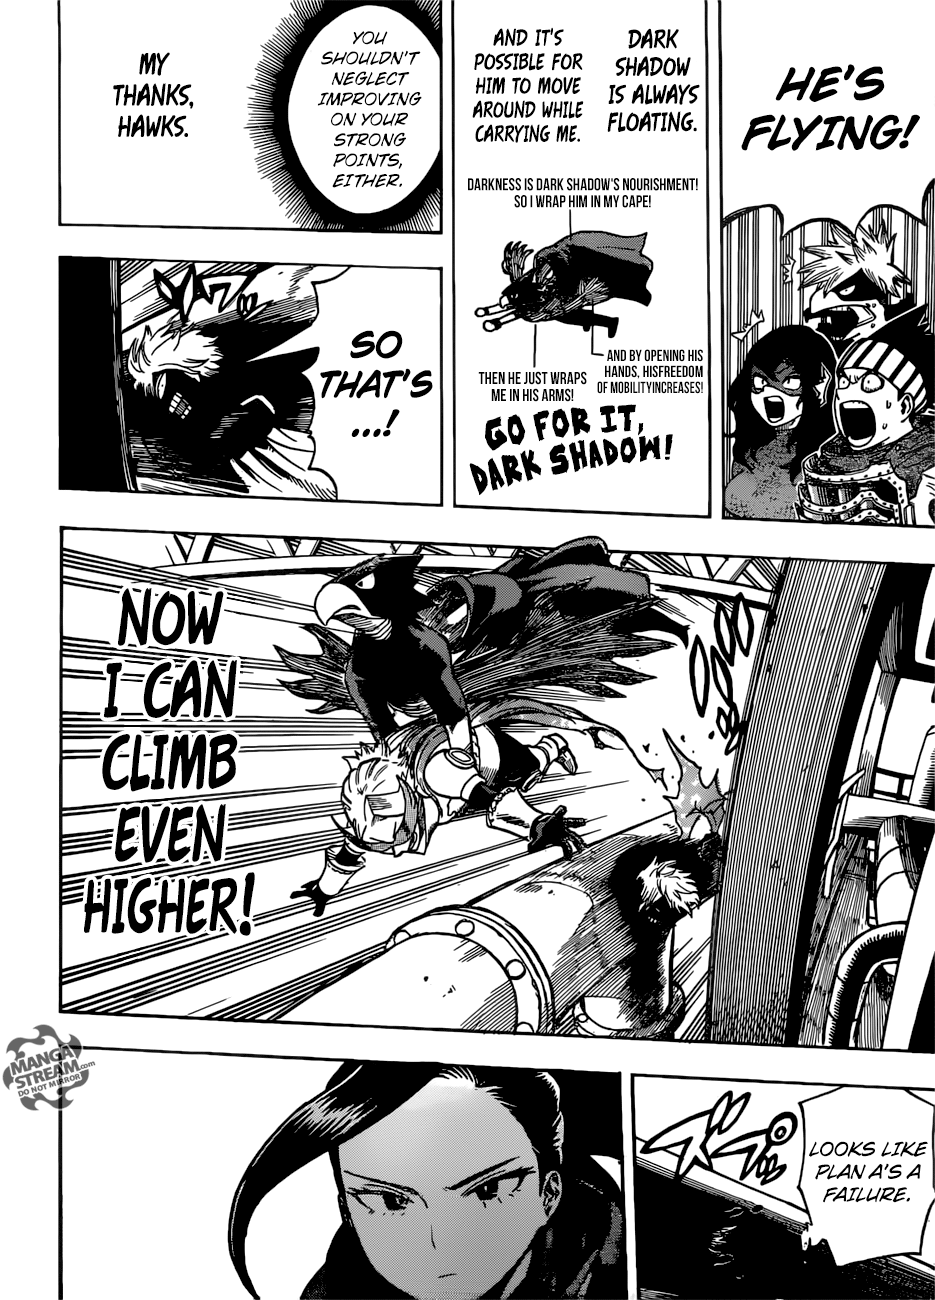 HE'S
FLYING!
DARK
SHADOW
IS ALWAYS
FLOATING.
AND IT'S
POSSIBLE FOR
HIM TO MOVE
AROUND WHILE
CARRYING ME.
DARKNESS IS DARK SHADOW'S NOURISHMENT!
SO I WRAP HIM IN MY CAPE!
AND BY OPENING HIS
HANDS, HISFREEDOM
OF MOBILITYINCREASES!
THEN HE JUST WRAPS
ME IN HIS ARMS!
GO FOR IT,
DARK SHADOW!
YOU
SHOULDN'T
NEGLECT
IMPROVING
ON YOUR
STRONG
POINTS,
EITHER.
MY
THANKS,
HAWKS.
SO
THAT'S
...!
NOW
I CAN
CLIMB
EVEN
HIGHER!
LOOKS LIKE
PLAN A'S A
FAILURE.
MANGA
STREAM.com
DO NOT MIRROR